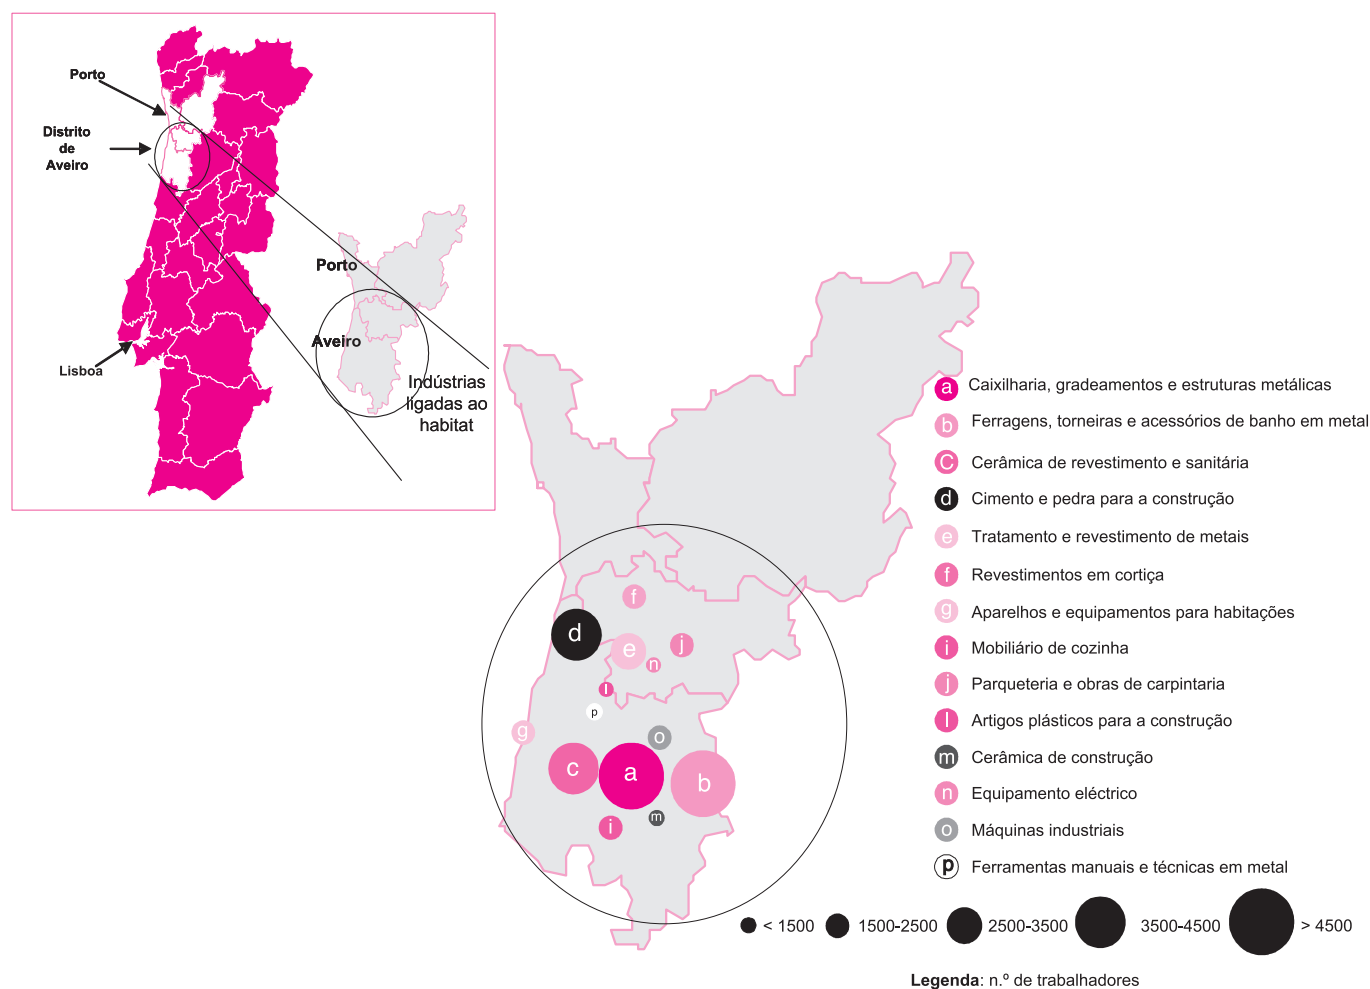 Porto
Distrito
de
Aveiro
Lisboa
Porto
Aveiro
Indústrias
ligadas ao
habitat
a Caixilharia, gradeamentos e estruturas metálicas
b Ferragens, torneiras e acessórios de banho em metal
C Cerâmica de revestimento e sanitária
d Cimento e pedra para a construção
e Tratamento e revestimento de metais
f Revestimentos em cortiça
g Aparelhos e equipamentos para habitações
i Mobiliário de cozinha
j Parqueteria e obras de carpintaria
l Artigos plásticos para a construção
m Cerâmica de construção
n Equipamento eléctrico
o Máquinas industriais
p Ferramentas manuais e técnicas em metal
f
d
e
j
n
l
p
g
o
c
a
b
i
m
< 1500
1500-2500
2500-3500
3500-4500
> 4500
Legenda: n.º de trabalhadores